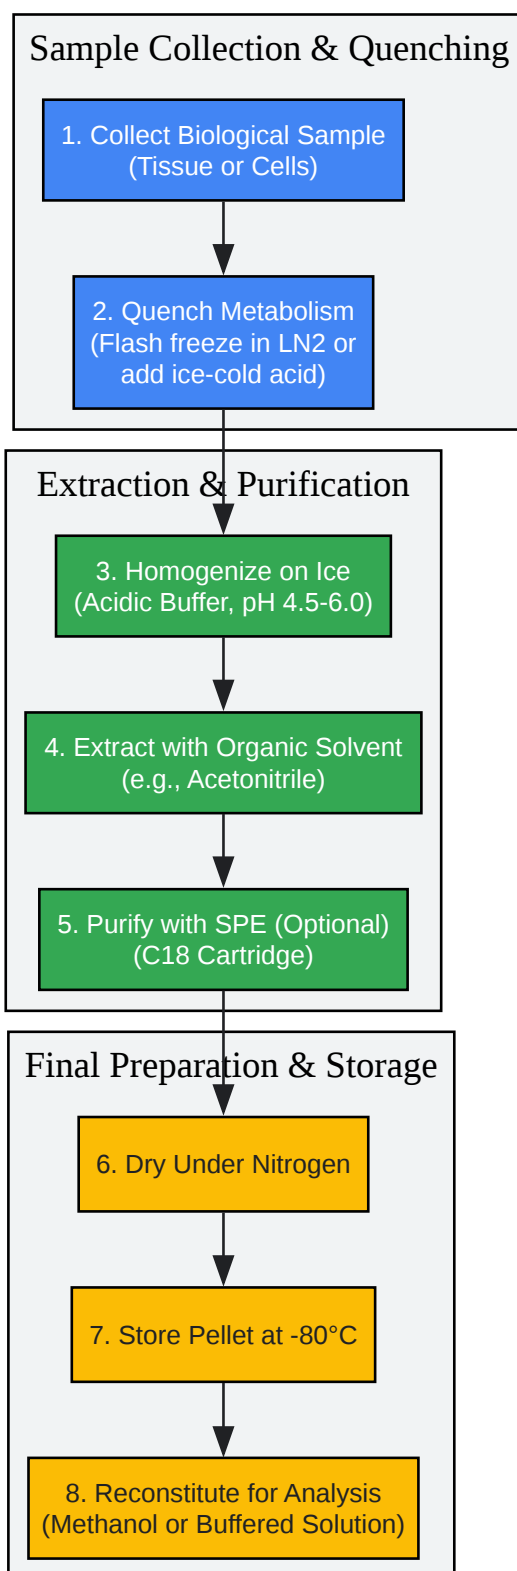 Sample Collection & Quenching
1. Collect Biological Sample
(Tissue or Cells)
2. Quench Metabolism
(Flash freeze in LN2 or
add ice-cold acid)
Extraction & Purification
3. Homogenize on Ice
(Acidic Buffer, pH 4.5-6.0)
4. Extract with Organic Solvent
(e.g., Acetonitrile)
5. Purify with SPE (Optional)
(C18 Cartridge)
Final Preparation & Storage
6. Dry Under Nitrogen
7. Store Pellet at -80°C
8. Reconstitute for Analysis
(Methanol or Buffered Solution)